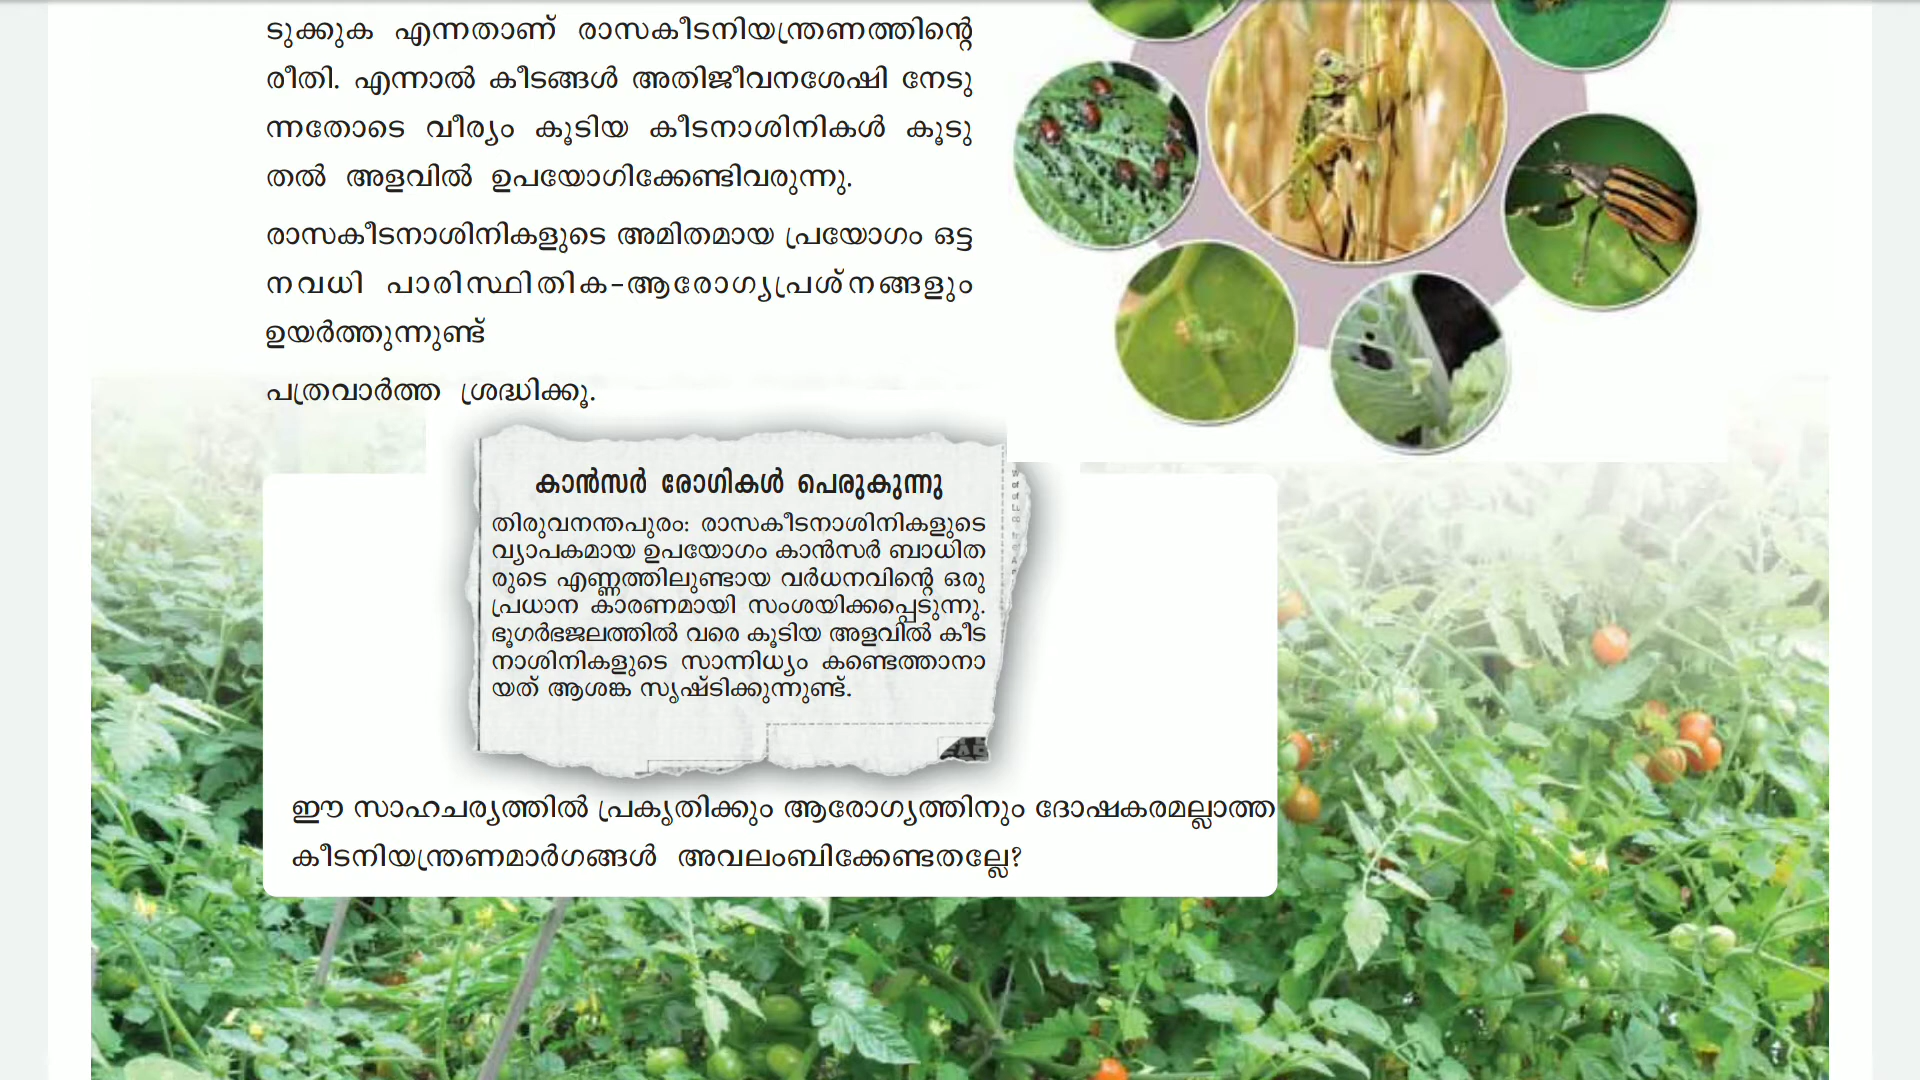 ടുക്കുക എന്നതാണ് രാസകീടനിയന്ത്രണത്തിന്റെ
രീതി. എന്നാൽ കീടങ്ങൾ അതിജീവനശേഷി നേടു
ന്നതോടെ വീര്യം കൂടിയ കീടനാശിനികൾ കൂടു
തൽ അളവിൽ ഉപയോഗിക്കേണ്ടിവരുന്നു.
രാസകീടനാശിനികളുടെ അമിതമായ പ്രയോഗം ഒട്ട
നവധി പാരിസ്ഥിതിക-ആരോഗ്യപ്രശ്നങ്ങളും
ഉയർത്തുന്നുണ്ട്
പത്രവാർത്ത ശ്രദ്ധിക്കൂ.
കാൻസർ രോഗികൾ പെരുകുന്നു
തിരുവനന്തപുരം: രാസകീടനാശിനികളുടെ
വ്യാപകമായ ഉപയോഗം കാൻസർ ബാധിത
രുടെ എണ്ണത്തിലുണ്ടായ വർധനവിന്റെ ഒരു
പ്രധാന കാരണമായി സംശയിക്കപ്പെടുന്നു.
ഭൂഗർഭജലത്തിൽ വരെ കൂടിയ അളവിൽ കീട
നാശിനികളുടെ സാന്നിധ്യം കണ്ടെത്താനാ
യത് ആശങ്ക സൃഷ്ടിക്കുന്നുണ്ട്.
ഈ സാഹചര്യത്തിൽ പ്രകൃതിക്കും ആരോഗ്യത്തിനും ദോഷകരമല്ലാത്ത
കീടനിയന്ത്രണമാർഗങ്ങൾ അവലംബിക്കേണ്ടതല്ലേ?